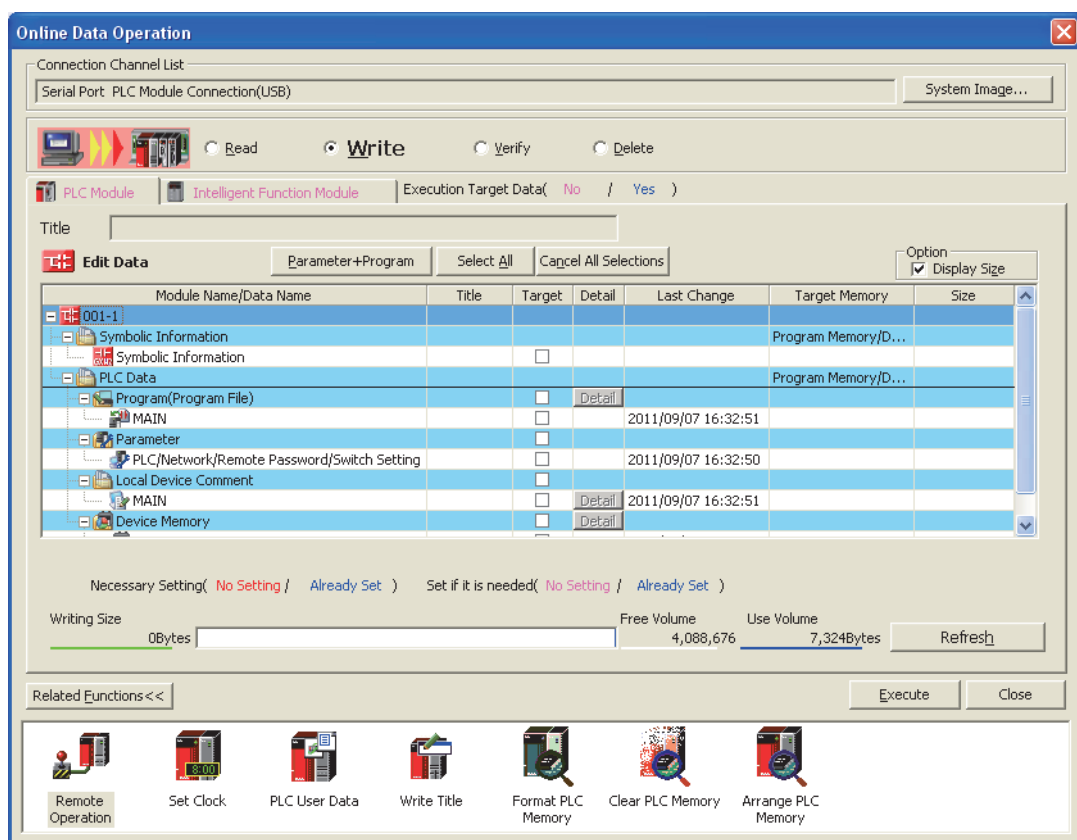 Online Data Operation
Connection Channel List
Serial Port PLC Module Connection(USB)
System Image...
Read
Write
Verify
Delete
PLC Module
Intelligent Function Module
Execution Target Data( No / Yes )
Title
Edit Data
Parameter+Program
Select All
Cancel All Selections
Option
Display Size
Module Name/Data Name Title Target Detail Last Change Target Memory Size
001-1
Symbolic Information Program Memory/D...
Symbolic Information
PLC Data Program Memory/D...
Program(Program File) Detail
MAIN 2011/09/07 16:32:51
Parameter
PLC/Network/Remote Password/Switch Setting 2011/09/07 16:32:50
Local Device Comment
MAIN Detail 2011/09/07 16:32:51
Device Memory Detail
Necessary Setting( No Setting / Already Set ) Set if it is needed( No Setting / Already Set )
Writing Size Free Volume Use Volume
0Bytes 4,088,676 7,324Bytes
Refresh
Related Functions<<
Execute
Close
8:00
Remote
Operation
Set Clock
PLC User Data
Write Title
Format PLC
Memory
Clear PLC Memory
Arrange PLC
Memory